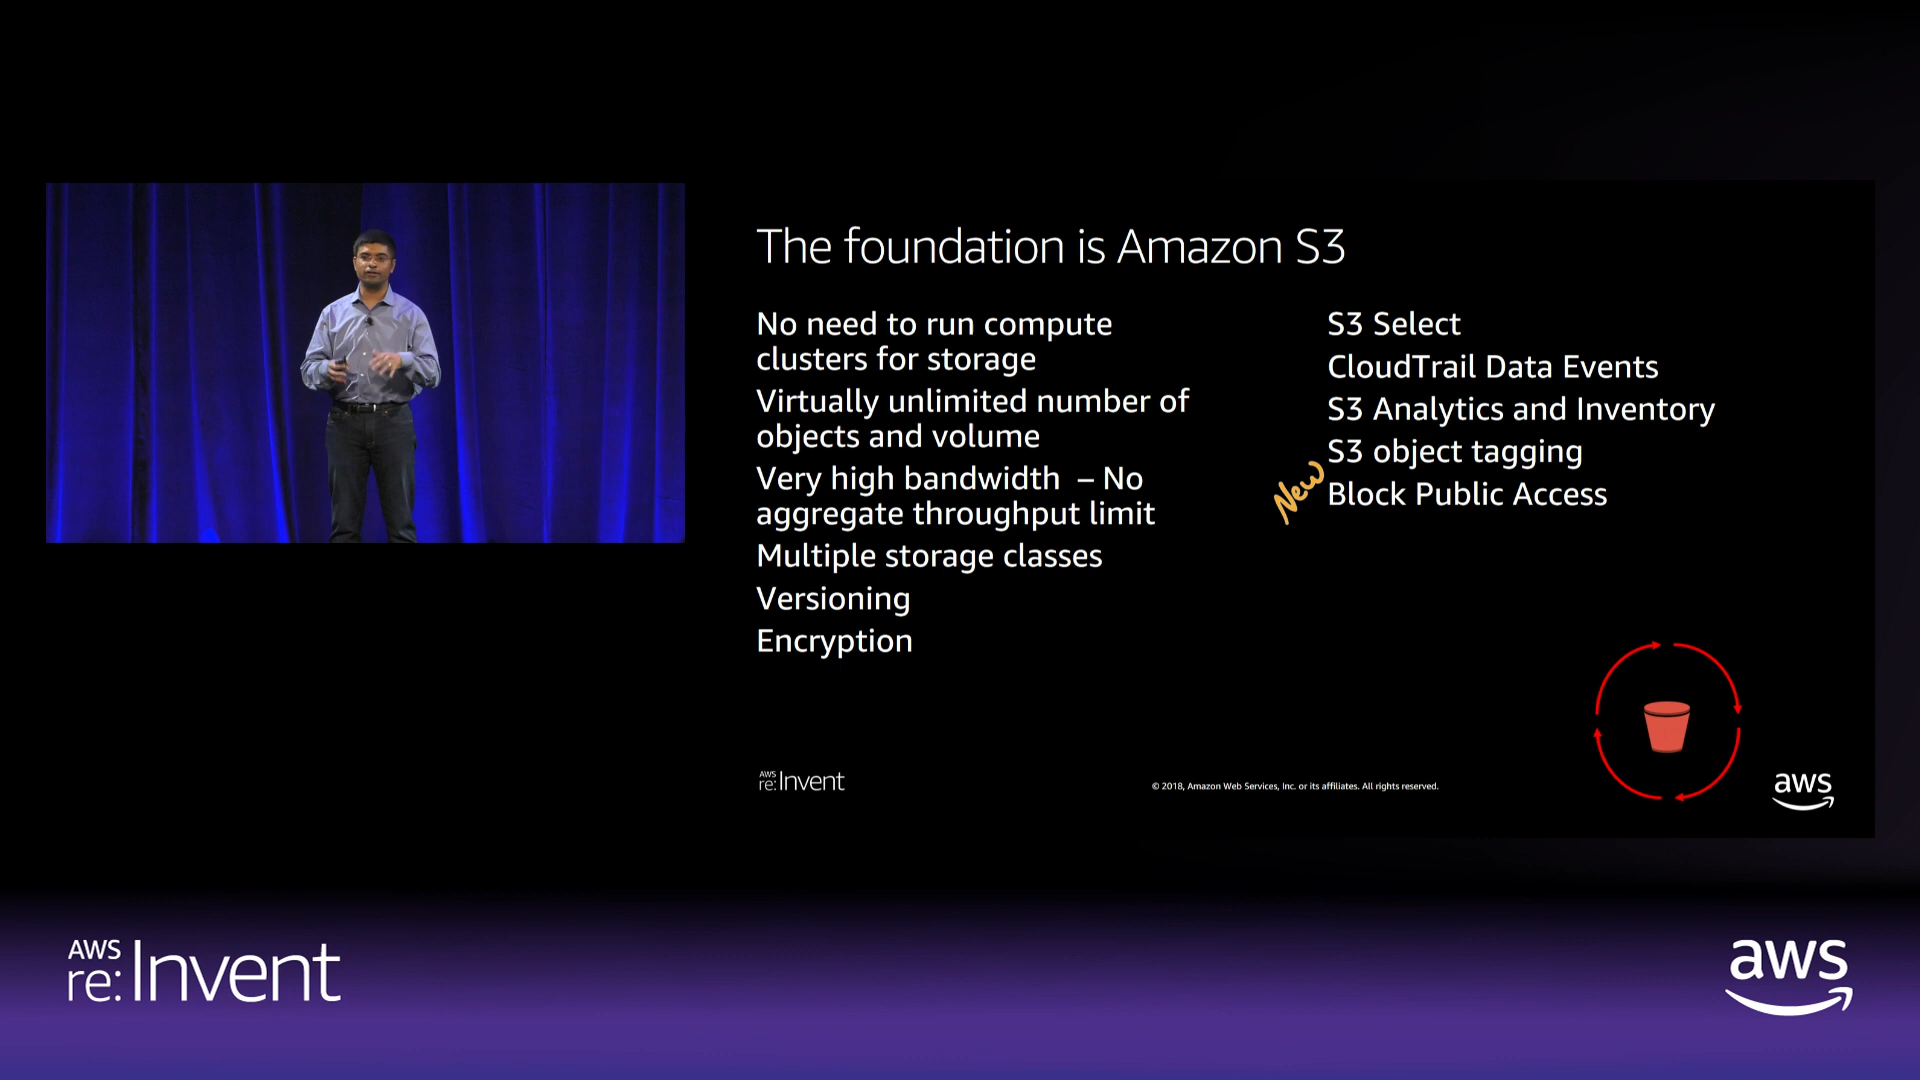 The foundation is Amazon S3
No need to run compute
clusters for storage
Virtually unlimited number of
objects and volume
Very high bandwidth – No
aggregate throughput limit
Multiple storage classes
Versioning
Encryption
S3 Select
CloudTrail Data Events
S3 Analytics and Inventory
S3 object tagging
New
Block Public Access
AWS
re:Invent
© 2018, Amazon Web Services, Inc. or its affiliates. All rights reserved.
aws
AWS
re:Invent
aws